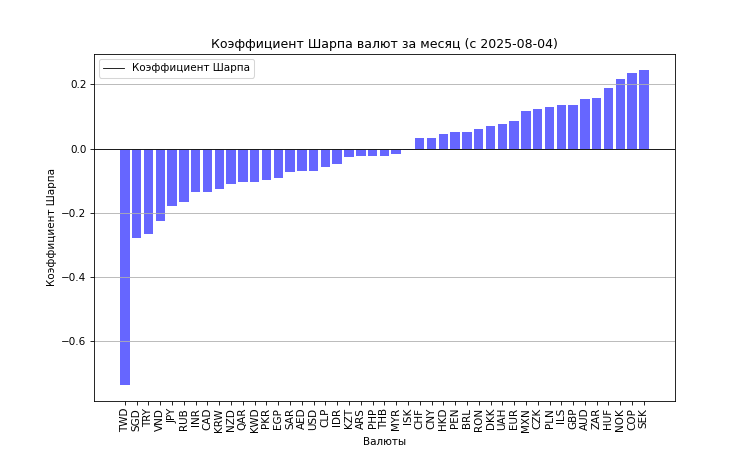 Коэффициент Шарпа валют за месяц (с 2025-08-04)
Коэффициент Шарпа
0.2
0.0
−0.2
−0.4
−0.6
Коэффициент Шарпа
TWD
SGD
TRY
VND
JPY
RUB
INR
CAD
KRW
NZD
QAR
KWD
PKR
EGP
SAR
AED
USD
CLP
IDR
KZT
ARS
PHP
THB
MYR
ISK
CHF
CNY
HKD
PEN
BRL
RON
DKK
UAH
EUR
MXN
CZK
PLN
ILS
GBP
AUD
ZAR
HUF
NOK
COP
SEK
Валюты